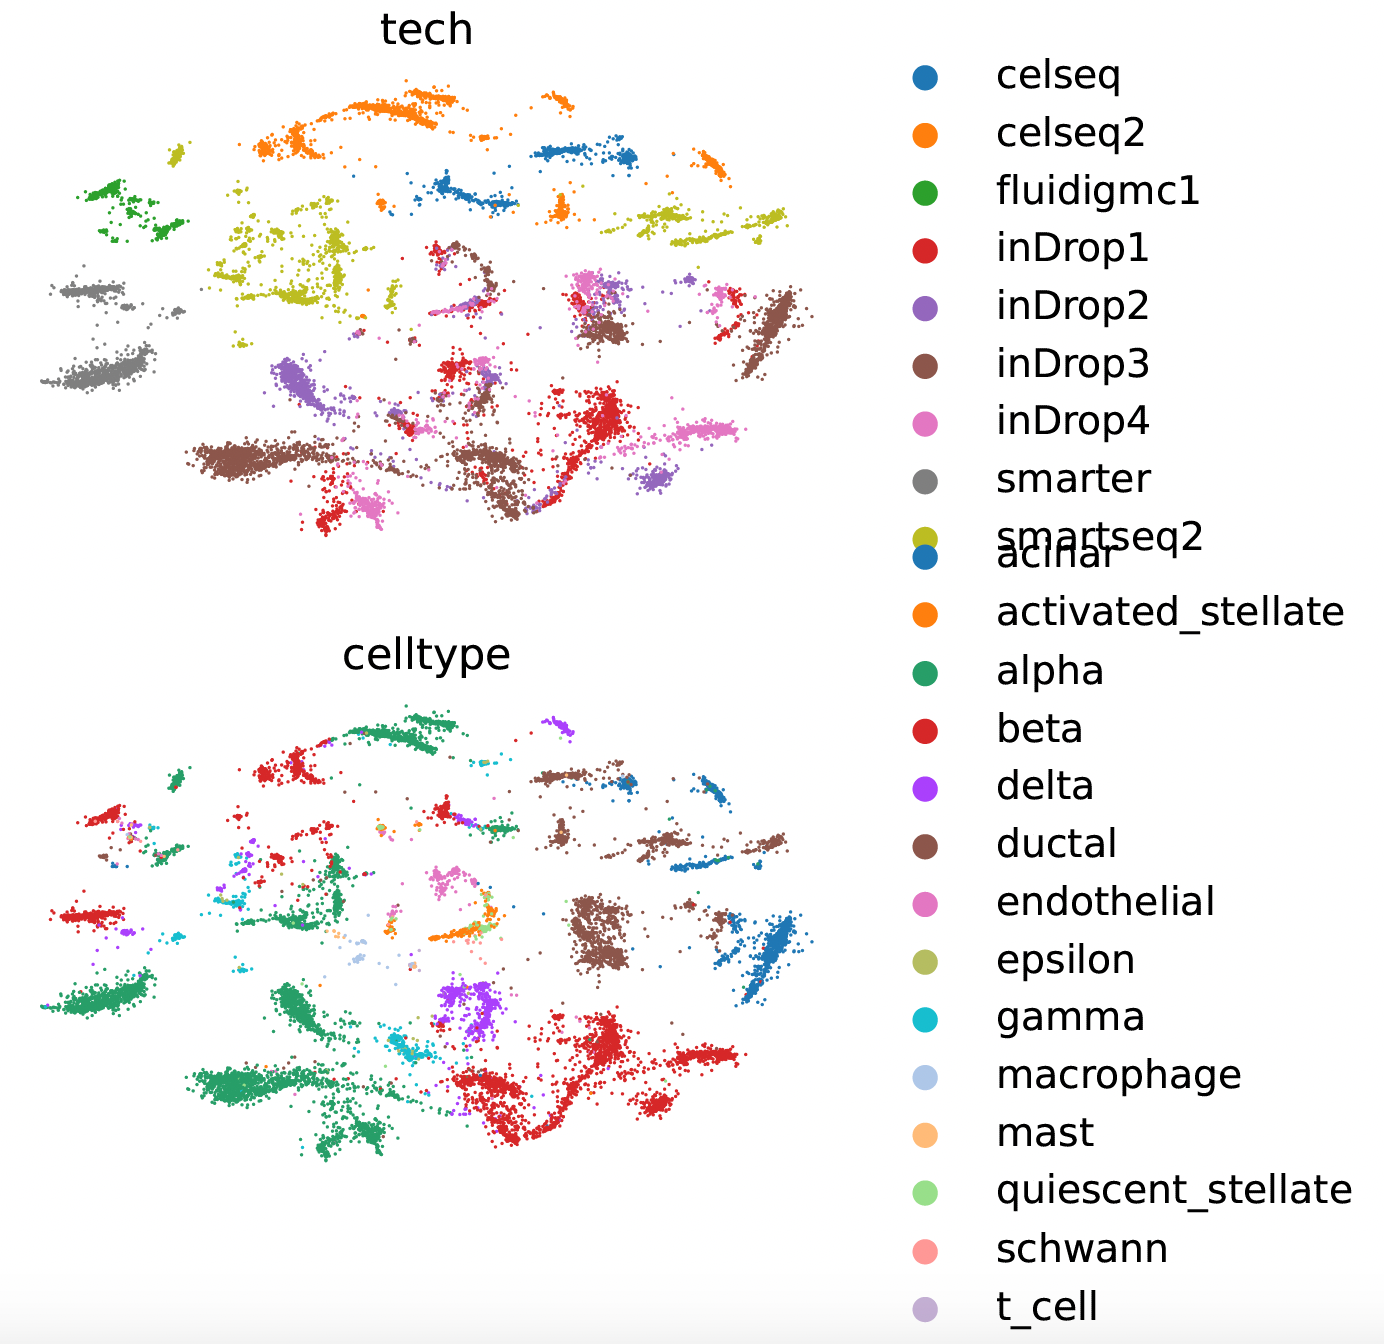 tech
celseq
celseq2
fluidigmc1
inDrop1
inDrop2
inDrop3
inDrop4
smarter
smartseq2
acinar
activated_stellate
celltype
alpha
beta
delta
ductal
endothelial
epsilon
gamma
macrophage
mast
quiescent_stellate
schwann
t_cell